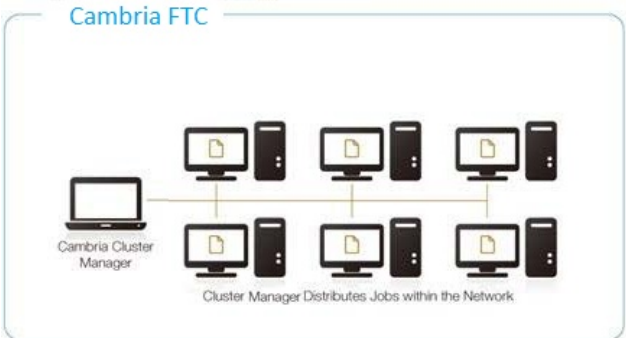 Cambria FTC
Cambria Cluster
Manager
Cluster Manager Distributes Jobs within the Network